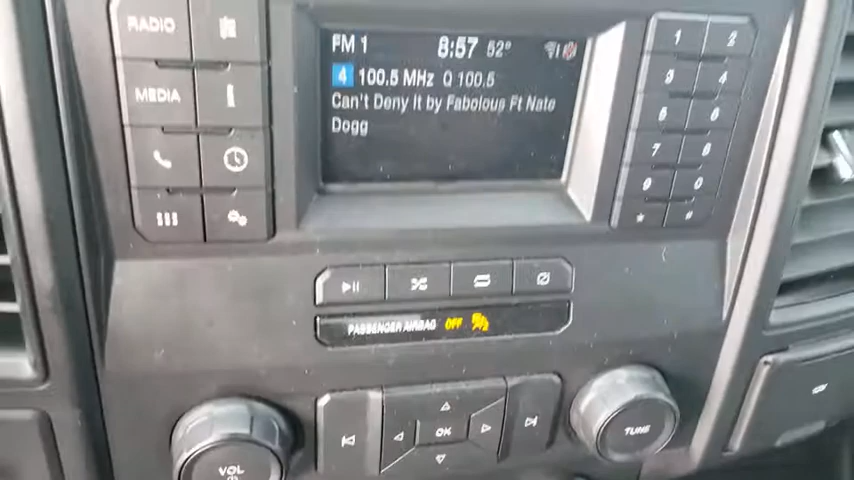 RADIO
FM 1 8:57 52°
1 2
4 100.5 MHz Q 100.5
3 4
MEDIA
Can't Deny It by Fabolous Ft Nate
Dogg
5 6
7 8
9 0
* #
PASSENGER AIRBAG OFF
OK
VOL
TUNE